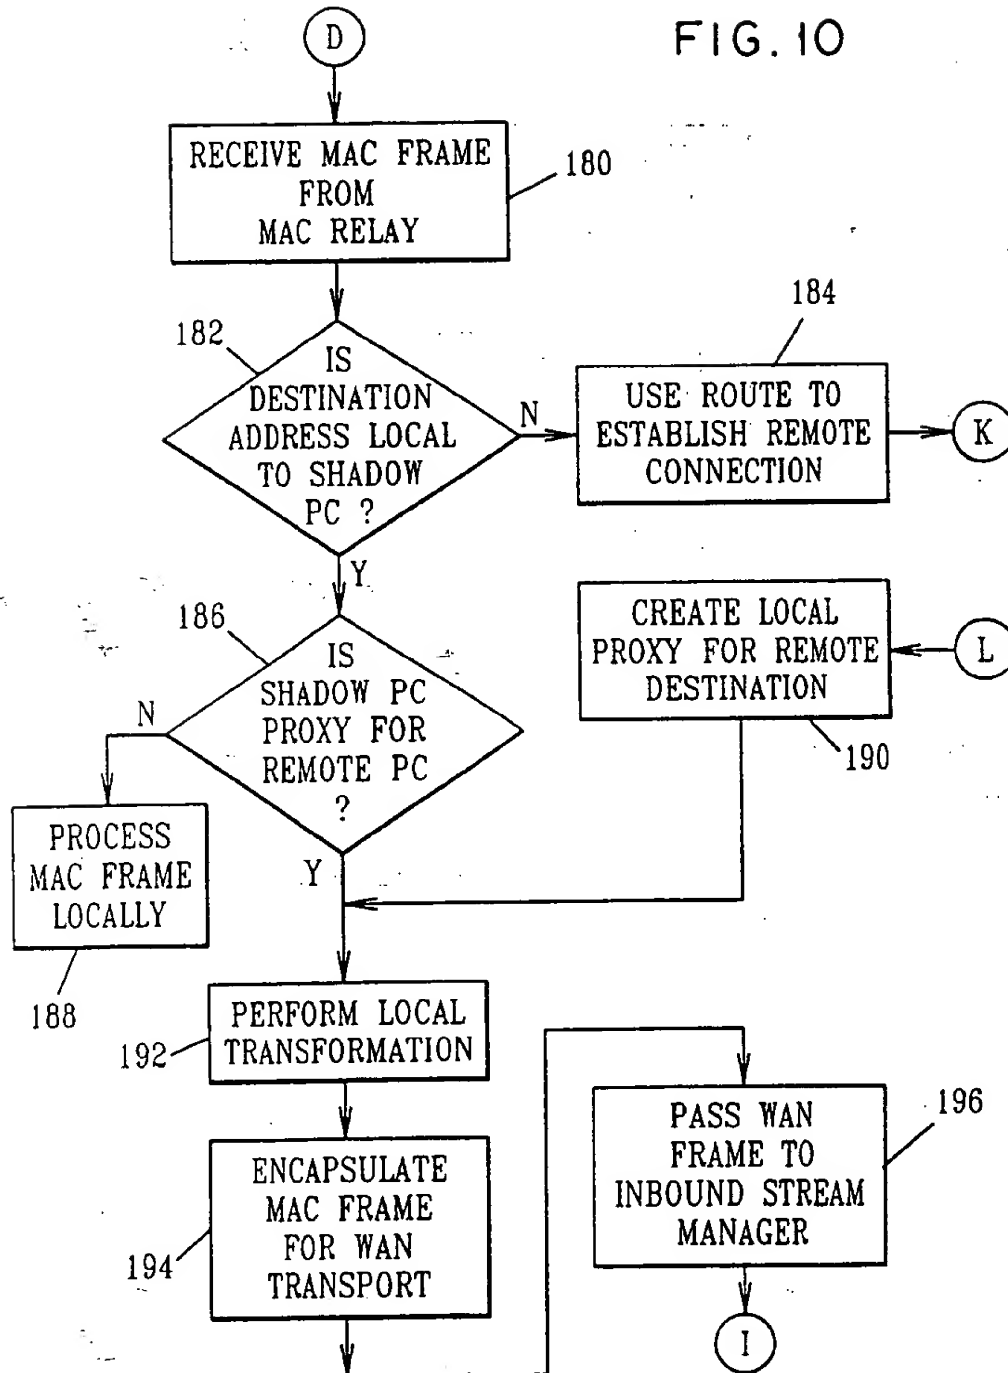 D
FIG. 10
RECEIVE MAC FRAME
FROM
MAC RELAY
180
182
IS
DESTINATION
ADDRESS LOCAL
TO SHADOW
PC ?
N
184
USE ROUTE TO
ESTABLISH REMOTE
CONNECTION
K
Y
186
IS
SHADOW PC
PROXY FOR
REMOTE PC
?
N
CREATE LOCAL
PROXY FOR REMOTE
DESTINATION
L
190
PROCESS
MAC FRAME
LOCALLY
188
Y
PERFORM LOCAL
TRANSFORMATION
192
ENCAPSULATE
MAC FRAME
FOR WAN
TRANSPORT
194
PASS WAN
FRAME TO
INBOUND STREAM
MANAGER
196
I